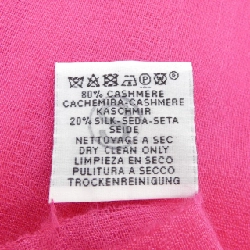 80% CASHMERE
CACHEMIRA-CASHMERE
KASCHMIR
20% SILK-SEDA-SETA
SEIDE
NETTOYAGE A SEC
DRY CLEAN ONLY
LIMPIEZA EN SECO
PULITURA A SECCO
TROCKENREINIGUNG